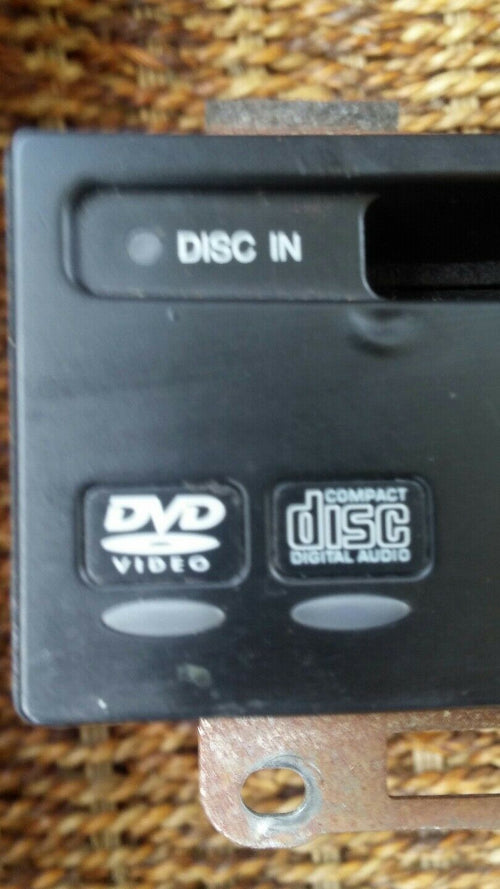 DISC IN
DVD
VIDEO
COMPACT
disc
DIGITAL AUDIO